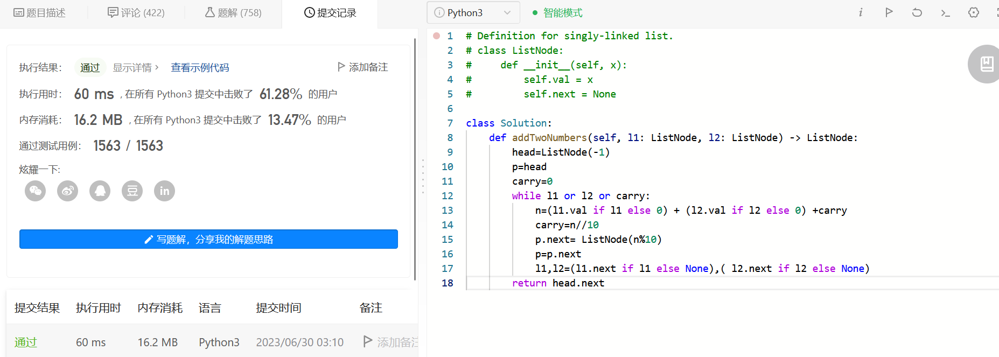 题目描述
评论 (422)
题解 (758)
提交记录
执行结果：
通过
显示详情 >
查看示例代码
添加备注
执行用时： 60 ms , 在所有 Python3 提交中击败了 61.28% 的用户
内存消耗： 16.2 MB , 在所有 Python3 提交中击败了 13.47% 的用户
通过测试用例： 1563 / 1563
炫耀一下:
豆
in
写题解，分享我的解题思路
提交结果 执行用时 内存消耗 语言 提交时间 备注
通过 60 ms 16.2 MB Python3 2023/06/30 03:10 添加备注
i Python3
智能模式
i
1 # Definition for singly-linked list.
2 # class ListNode:
3 #     def __init__(self, x):
4 #         self.val = x
5 #         self.next = None
6
7 class Solution:
8     def addTwoNumbers(self, l1: ListNode, l2: ListNode) -> ListNode:
9         head=ListNode(-1)
10         p=head
11         carry=0
12         while l1 or l2 or carry:
13             n=(l1.val if l1 else 0) + (l2.val if l2 else 0) +carry
14             carry=n//10
15             p.next= ListNode(n%10)
16             p=p.next
17             l1,l2=(l1.next if l1 else None),( l2.next if l2 else None)
18         return head.next